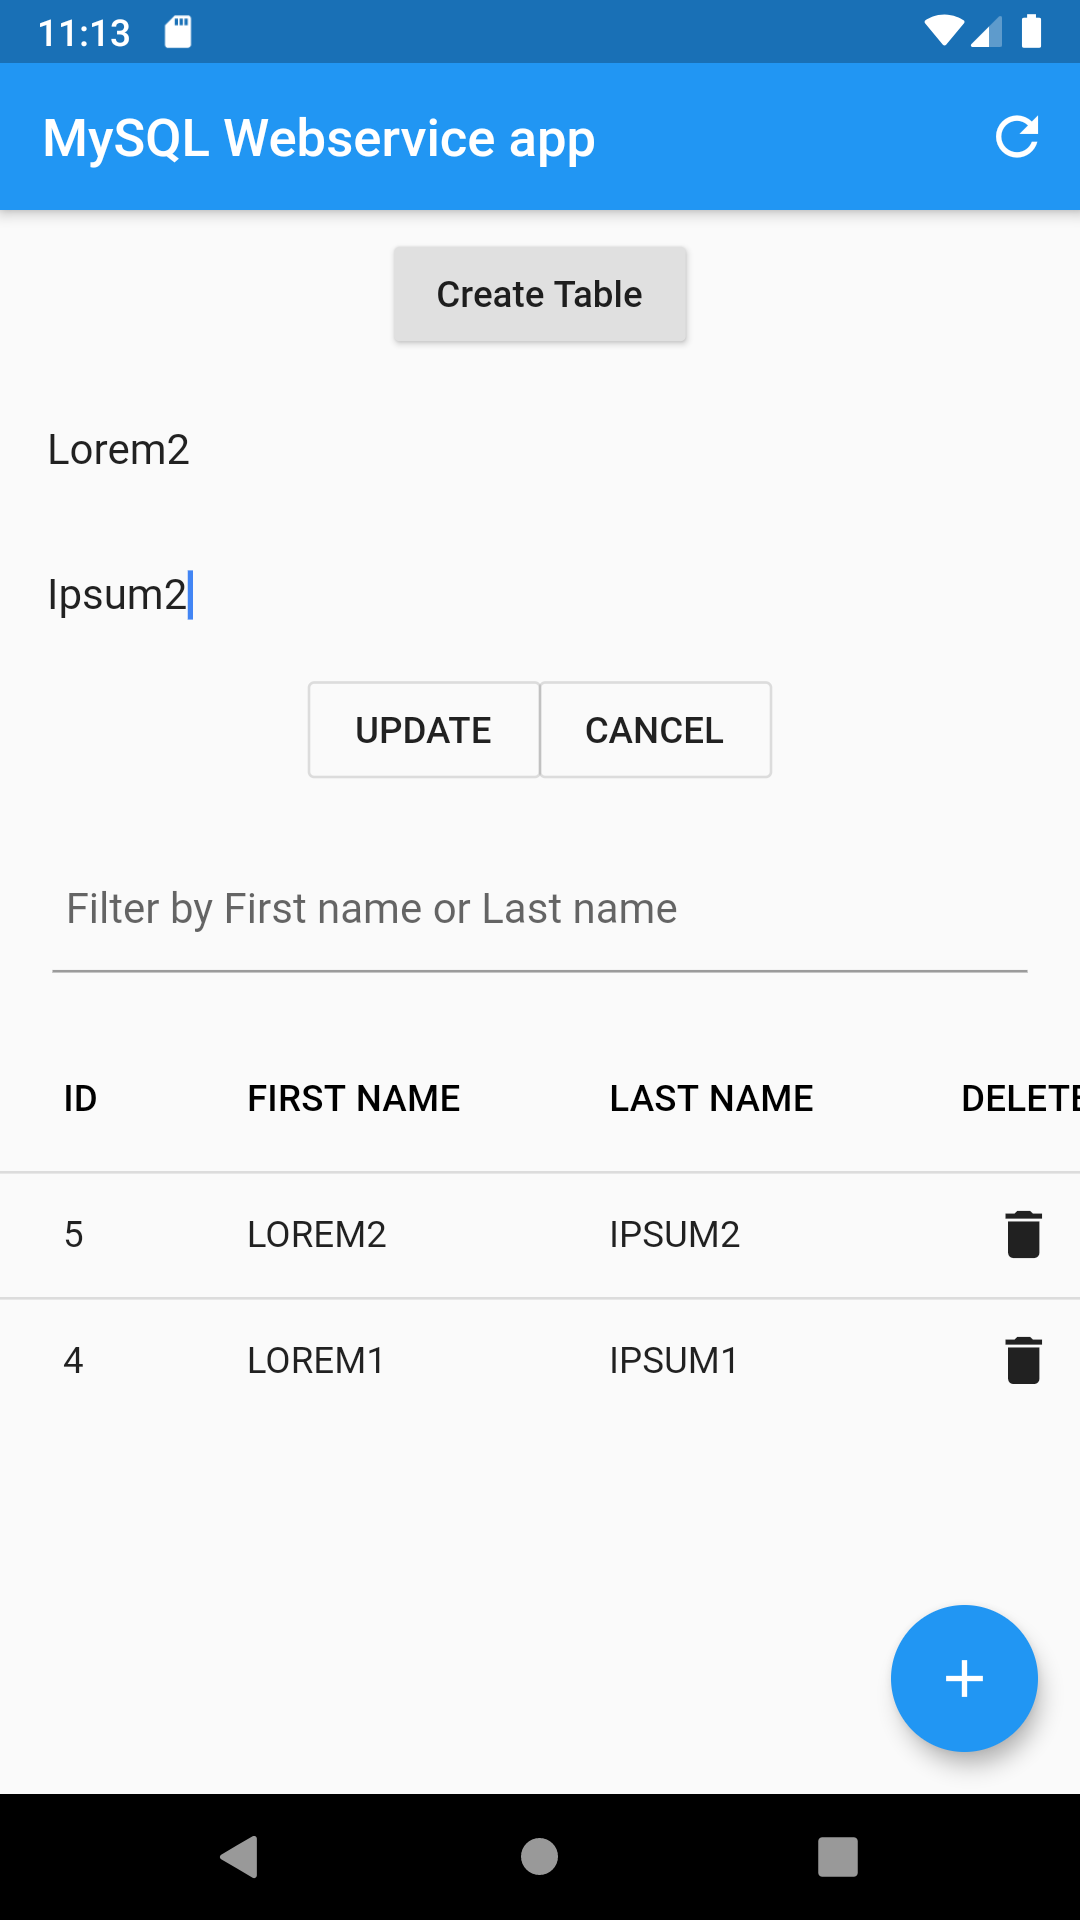 11:13
MySQL Webservice app
Create Table
Lorem2
Ipsum2
UPDATE CANCEL
Filter by First name or Last name
ID FIRST NAME LAST NAME DELETE
5 LOREM2 IPSUM2
4 LOREM1 IPSUM1